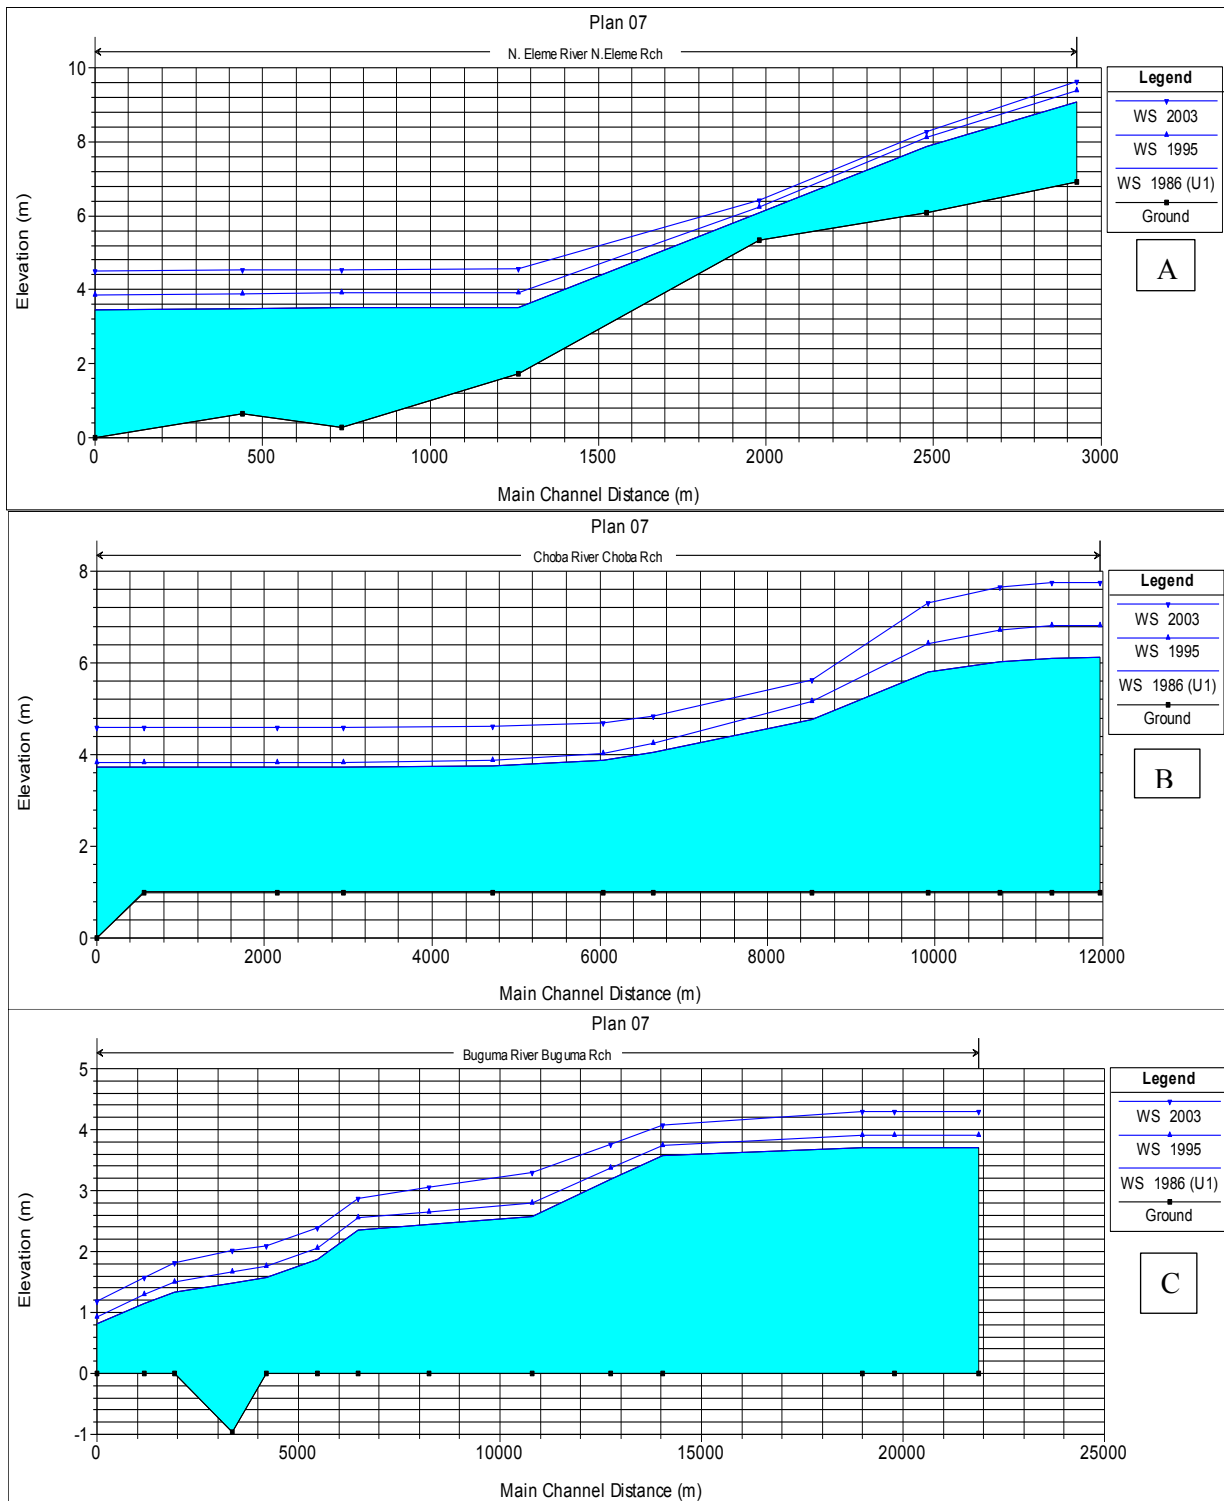 Plan 07
N. Eleme River N.Eleme Rch
10
8
6
4
2
0
Elevation (m)
0 500 1000 1500 2000 2500 3000
Main Channel Distance (m)
Legend
WS 2003
WS 1995
WS 1986 (U1)
Ground
A
Plan 07
Choba River Choba Rch
8
6
4
2
0
Elevation (m)
0 2000 4000 6000 8000 10000 12000
Main Channel Distance (m)
Legend
WS 2003
WS 1995
WS 1986 (U1)
Ground
B
Plan 07
Buguma River Buguma Rch
5
4
3
2
1
0
-1
Elevation (m)
0 5000 10000 15000 20000 25000
Main Channel Distance (m)
Legend
WS 2003
WS 1995
WS 1986 (U1)
Ground
C